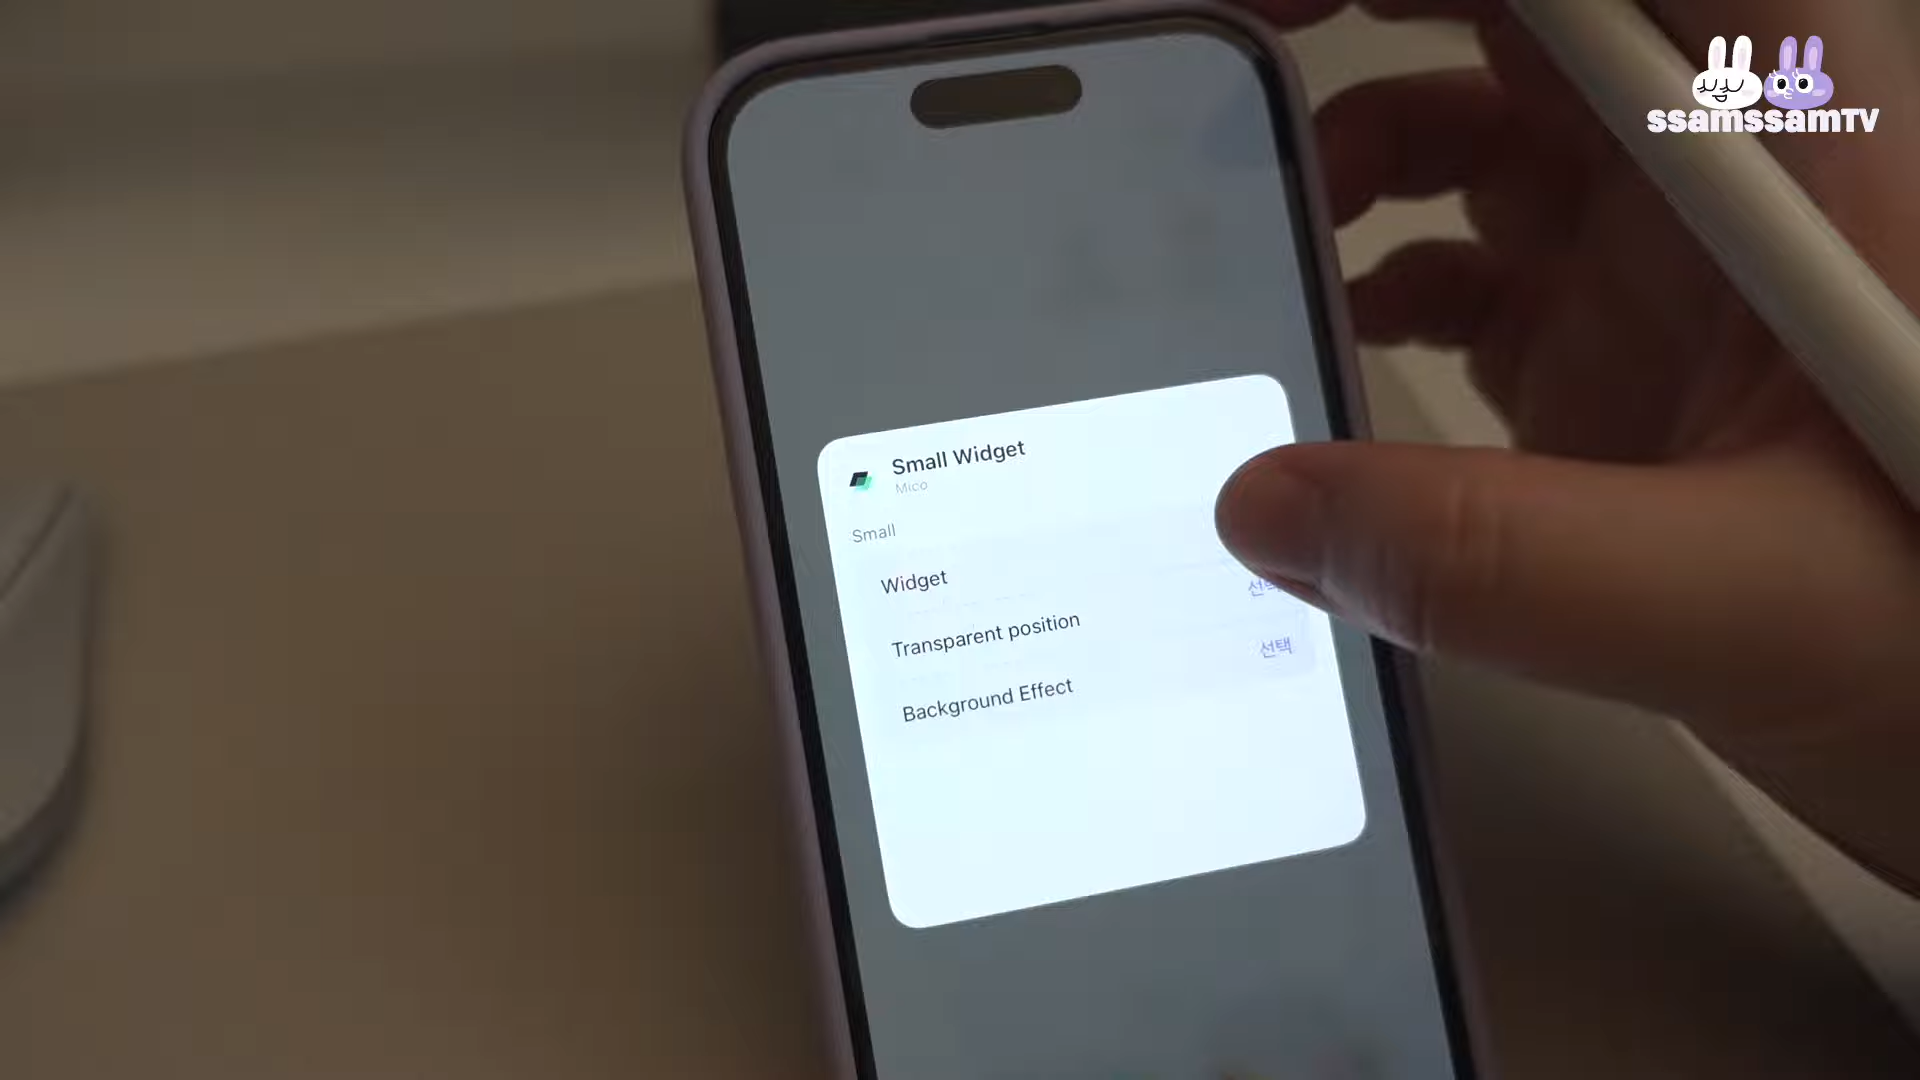 ssamssamTV
Small Widget
Mico
Small
Widget
Transparent position
선택
Background Effect